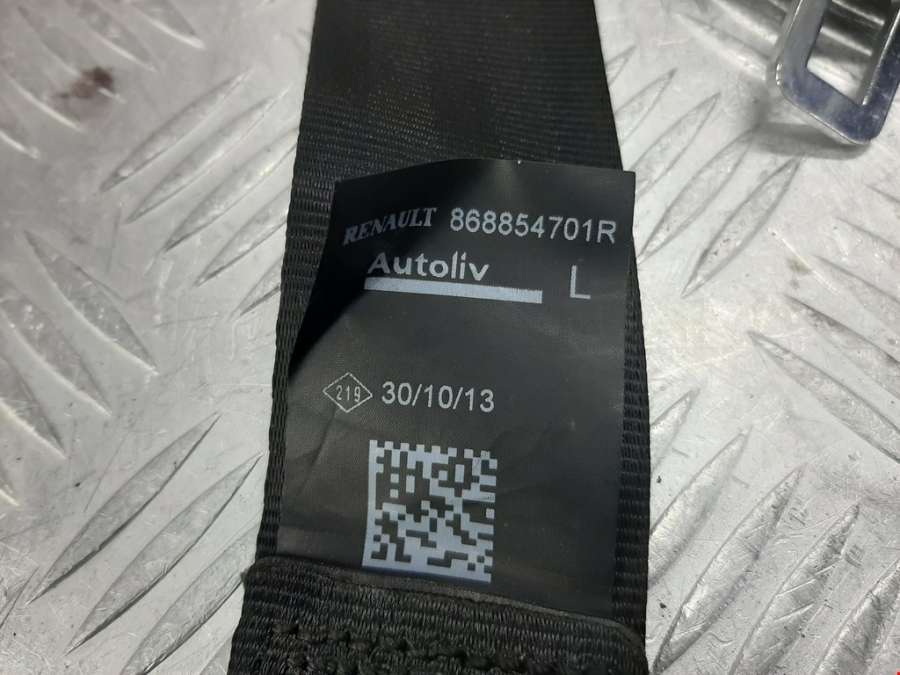 RENAULT 868854701R
Autoliv L
219 30/10/13